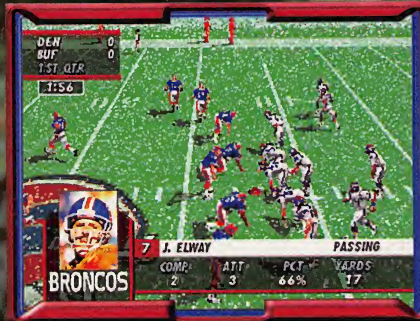 DEN 0
BUF 0
1ST QTR
1:56
7 J. ELWAY PASSING
BRONCOS
COMP ATT PCT YARDS
2 3 66% 17